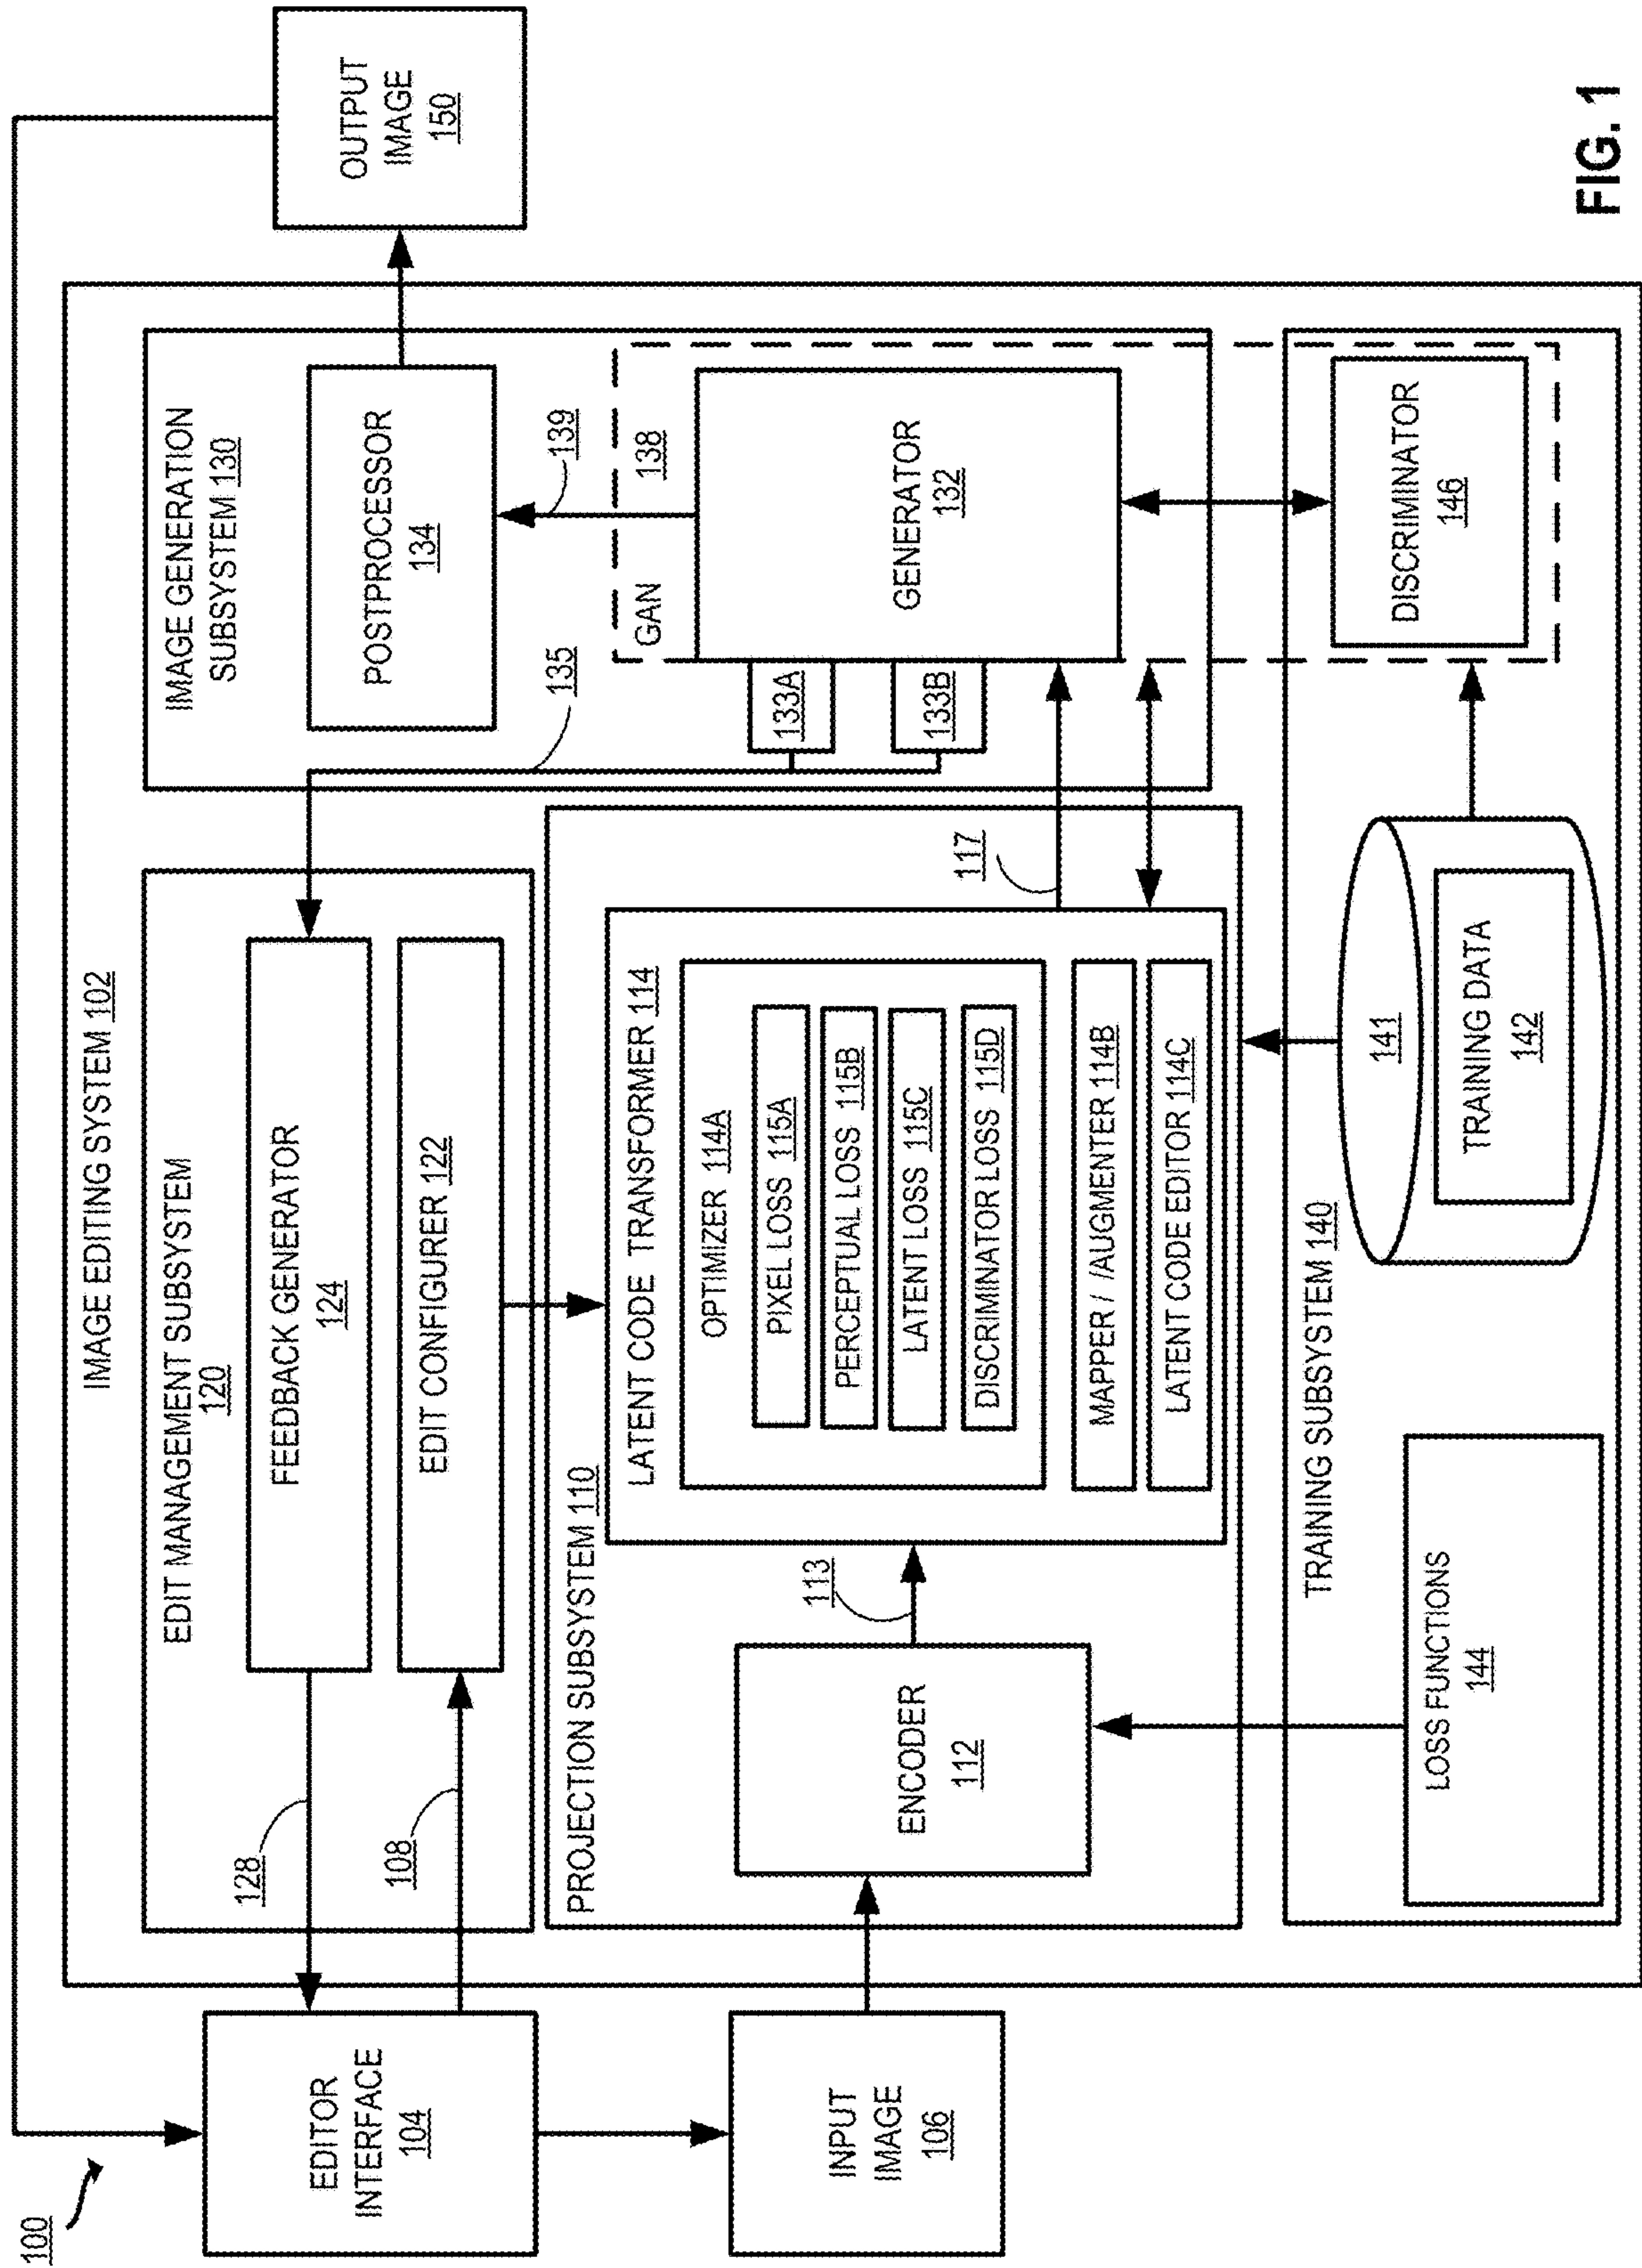 100
IMAGE EDITING SYSTEM 102
EDITOR
INTERFACE
104
INPUT
IMAGE
106
128
108
EDIT MANAGEMENT SUBSYSTEM
120
FEEDBACK GENERATOR
124
EDIT CONFIGURER 122
PROJECTION SUBSYSTEM 110
ENCODER
112
113
LATENT CODE TRANSFORMER 114
OPTIMIZER 114A
PIXEL LOSS 115A
PERCEPTUAL LOSS 115B
LATENT LOSS 115C
DISCRIMINATOR LOSS 115D
MAPPER / /AUGMENTER 114B
LATENT CODE EDITOR 114C
117
IMAGE GENERATION
SUBSYSTEM 130
POSTPROCESSOR
134
135
139
GAN
138
133A
133B
GENERATOR
132
OUTPUT
IMAGE
150
TRAINING SUBSYSTEM 140
LOSS FUNCTIONS
144
141
TRAINING DATA
142
DISCRIMINATOR
146
FIG. 1